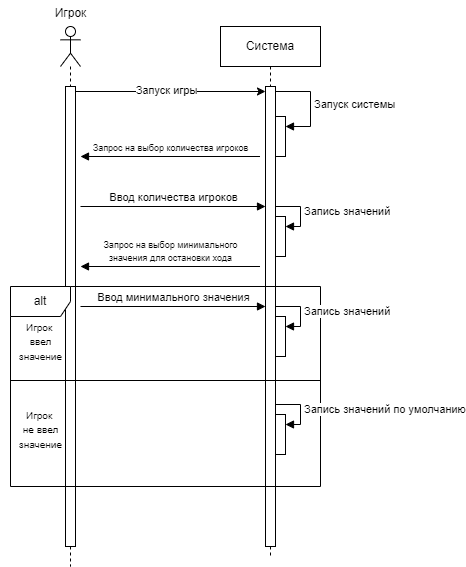 Игрок
Система
Запуск игры
Запуск системы
Запрос на выбор количества игроков
Ввод количества игроков
Запись значений
Запрос на выбор минимального
значения для остановки хода
alt
Ввод минимального значения
Запись значений
Игрок
ввел
значение
Запись значений по умолчанию
Игрок
не ввел
значение